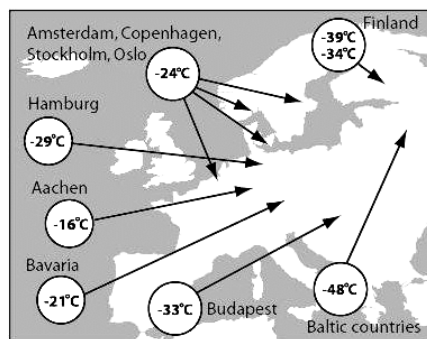 Amsterdam, Copenhagen,
Stockholm, Oslo
-24°C
Finland
-39°C
-34°C
Hamburg
-29°C
Aachen
-16°C
Bavaria
-21°C
-33°C
Budapest
-48°C
Baltic countries